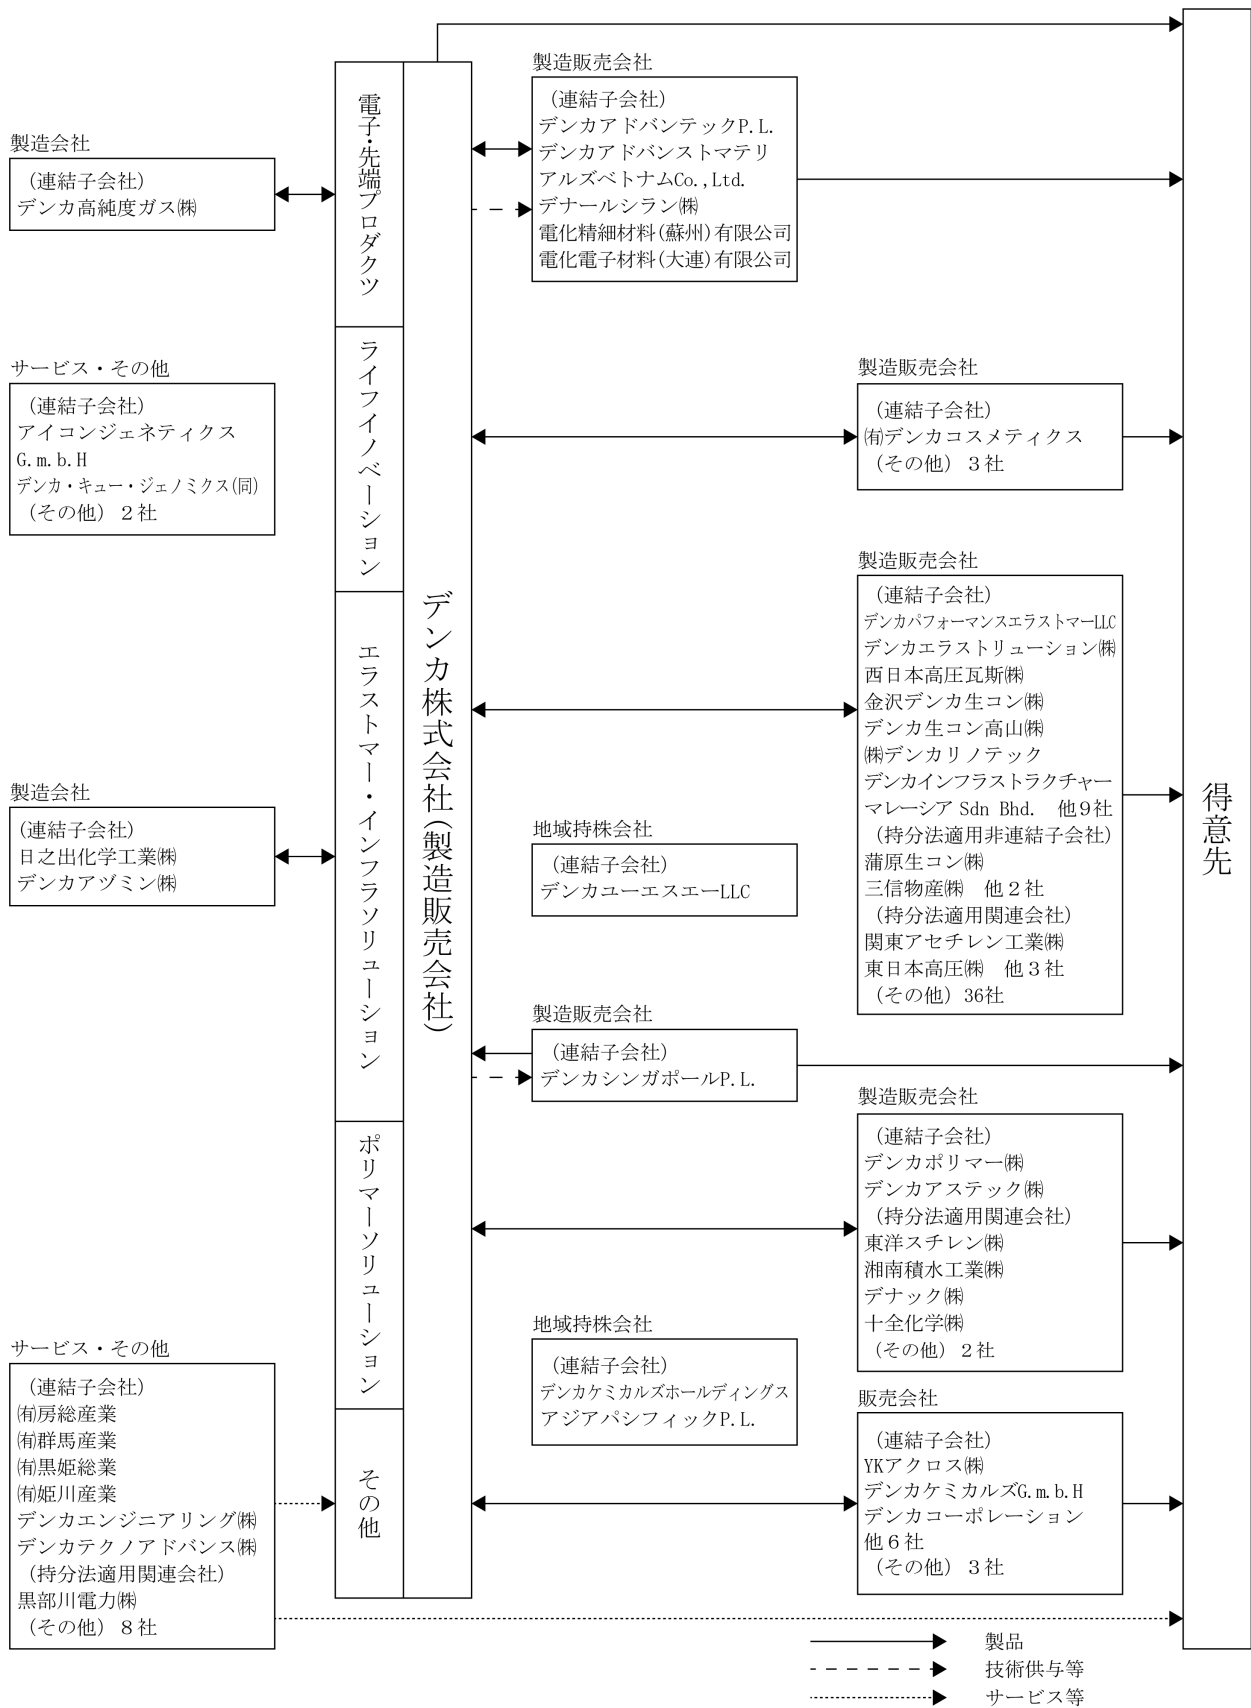 製造会社
（連結子会社）
デンカ高純度ガス㈱
サービス・その他
（連結子会社）
アイコンジェネティクス
G.m.b.H
デンカ・キュー・ジェノミクス(同)
（その他）２社
製造会社
(連結子会社)
日之出化学工業㈱
デンカアヅミン㈱
サービス・その他
（連結子会社）
㈲房総産業
㈲群馬産業
㈲黒姫総業
㈲姫川産業
デンカエンジニアリング㈱
デンカテクノアドバンス㈱
（持分法適用関連会社）
黒部川電力㈱
（その他）８社
電子・先端プロダクツ
ライフイノベーション
エラストマー・インフラソリューション
ポリマーソリューション
その他
デンカ株式会社（製造販売会社）
製造販売会社
（連結子会社）
デンカアドバンテックP.L.
デンカアドバンストマテリ
アルズベトナムCo.,Ltd.
デナールシラン㈱
電化精細材料(蘇州)有限公司
電化電子材料(大連)有限公司
地域持株会社
（連結子会社）
デンカユーエスエーLLC
製造販売会社
（連結子会社）
デンカシンガポールP.L.
地域持株会社
（連結子会社）
デンカケミカルズホールディングス
アジアパシフィックP.L.
製造販売会社
（連結子会社）
㈲デンカコスメティクス
（その他）３社
製造販売会社
（連結子会社）
デンカパフォーマンスエラストマーLLC
デンカエラストリューション㈱
西日本高圧瓦斯㈱
金沢デンカ生コン㈱
デンカ生コン高山㈱
㈱デンカリノテック
デンカインフラストラクチャー
マレーシア Sdn Bhd.　他９社
（持分法適用非連結子会社）
蒲原生コン㈱
三信物産㈱　他２社
（持分法適用関連会社）
関東アセチレン工業㈱
東日本高圧㈱　他３社
（その他）36社
製造販売会社
（連結子会社）
デンカポリマー㈱
デンカアステック㈱
（持分法適用関連会社）
東洋スチレン㈱
湘南積水工業㈱
デナック㈱
十全化学㈱
（その他）２社
販売会社
（連結子会社）
YKアクロス㈱
デンカケミカルズG.m.b.H
デンカコーポレーション
他６社
（その他）３社
得意先
製品
技術供与等
サービス等